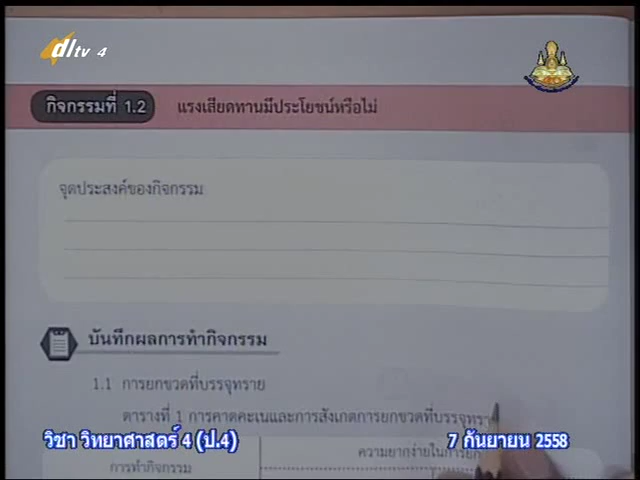 dltv 4
กิจกรรมที่ 1.2 แรงเสียดทานมีประโยชน์หรือไม่
จุดประสงค์ของกิจกรรม
บันทึกผลการทำกิจกรรม
1.1 การยกขวดที่บรรจุทราย
ตารางที่ 1 การคาดคะเนและการสังเกตการยกขวดที่บรรจุทราย
วิชา วิทยาศาสตร์ 4 (ป.4) 7 กันยายน 2558
ความยากง่ายในการยก
การทำกิจกรรม